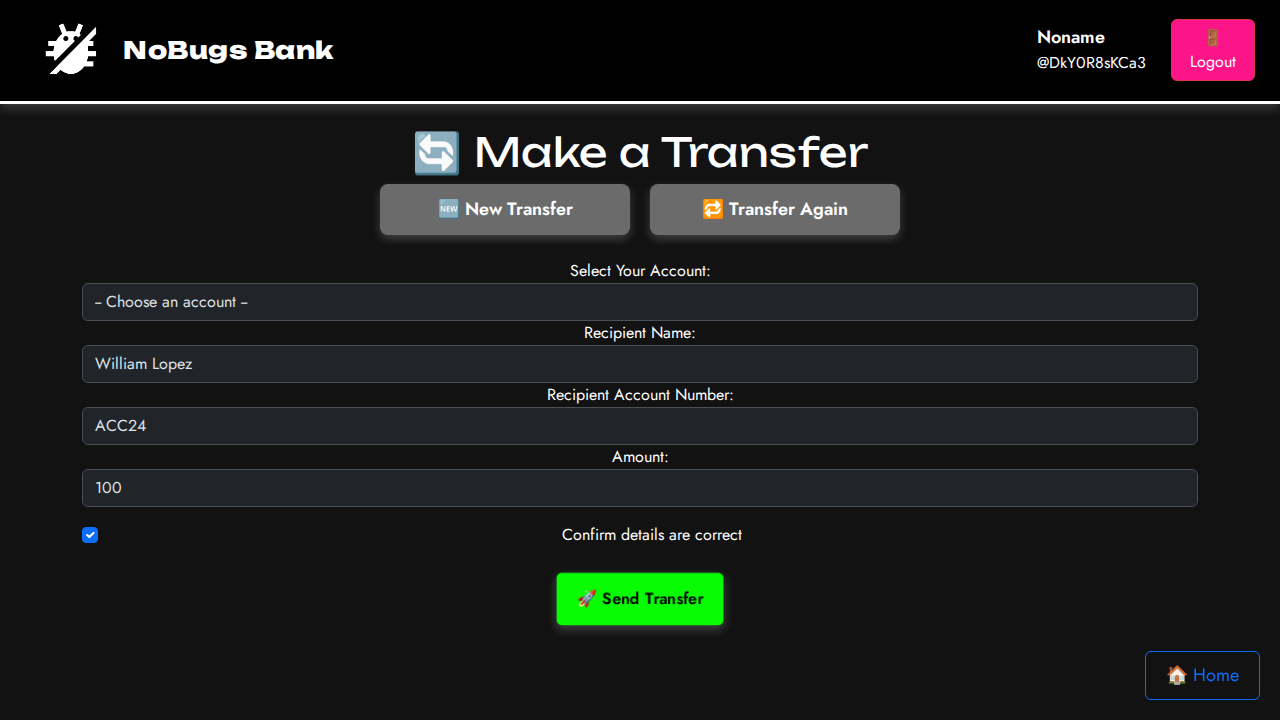 NoBugs Bank
Noname
@DkY0R8sKCa3
Logout
Make a Transfer
NEW New Transfer
Transfer Again
Select Your Account:
-- Choose an account --
Recipient Name:
William Lopez
Recipient Account Number:
ACC24
Amount:
100
Confirm details are correct
Send Transfer
Home